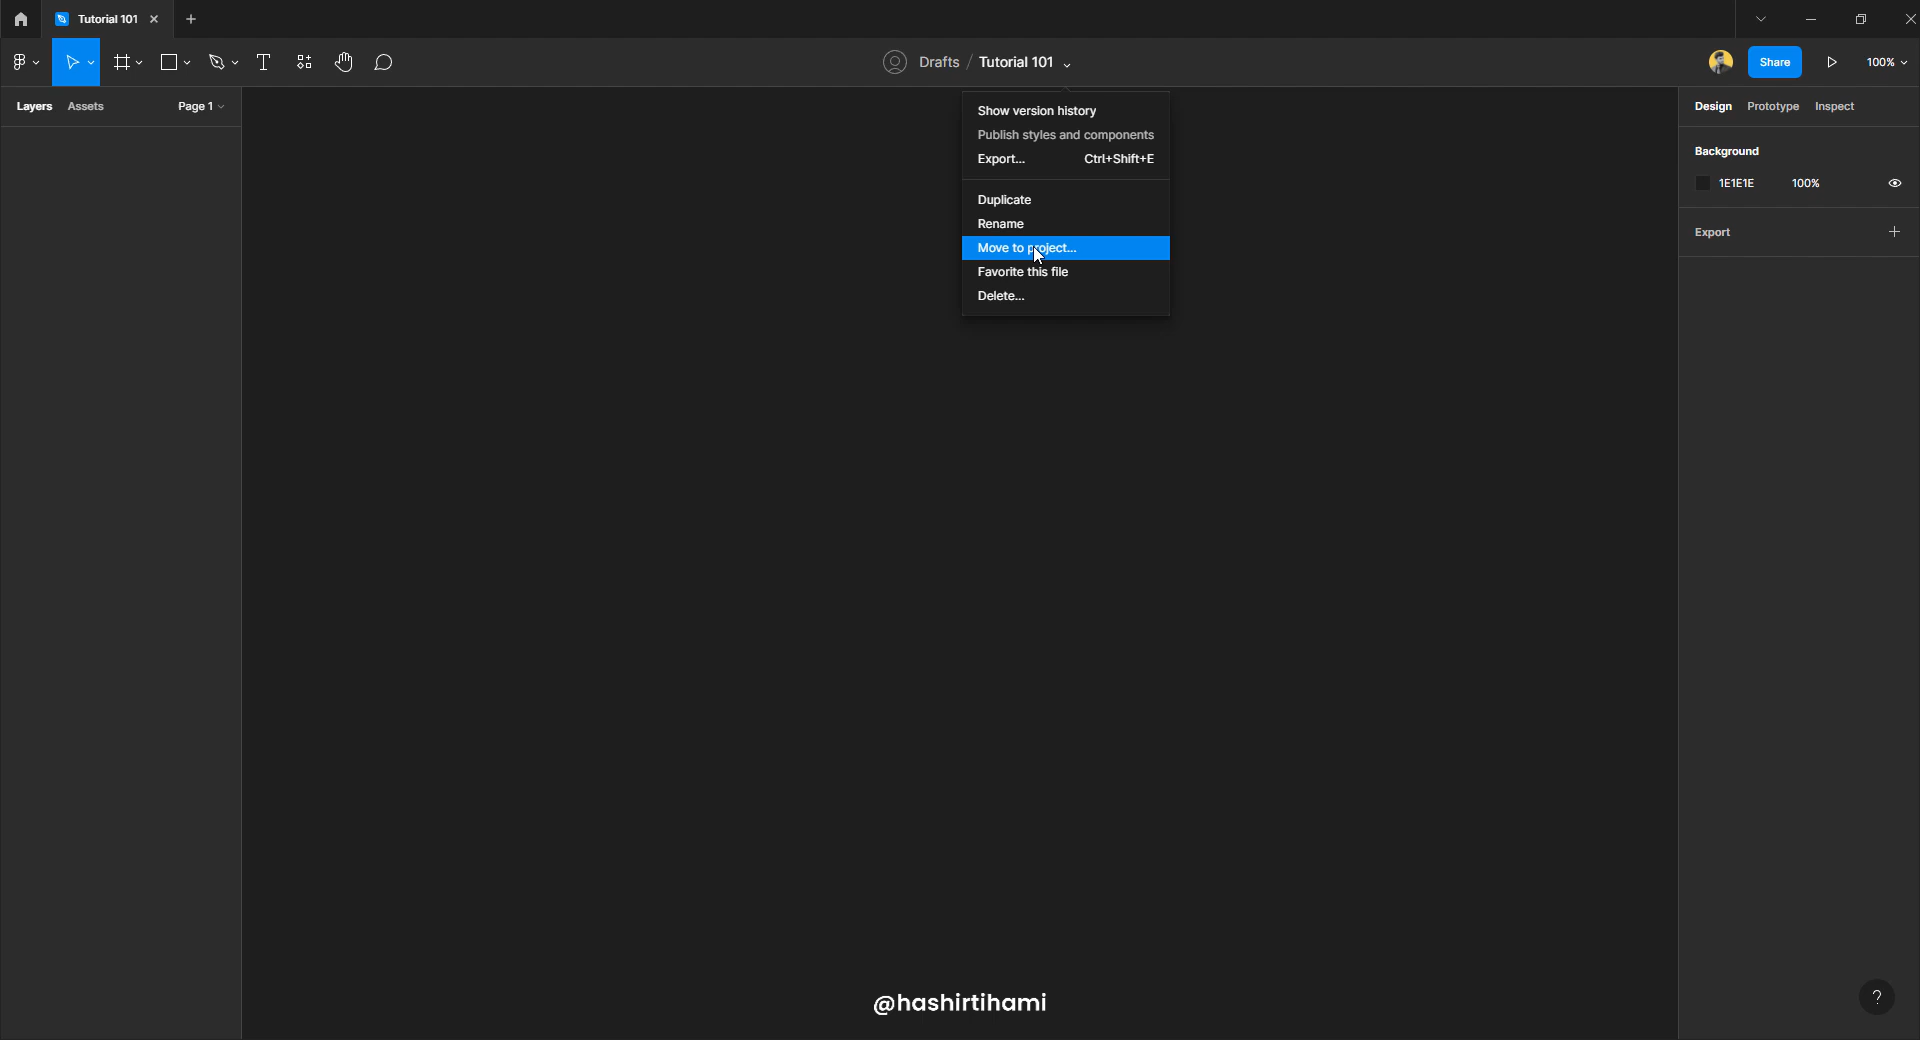 Tutorial 101
Drafts / Tutorial 101
Share
100%
Layers Assets Page 1
Show version history
Publish styles and components
Export... Ctrl+Shift+E
Duplicate
Rename
Move to project...
Favorite this file
Delete...
Design Prototype Inspect
Background
1E1E1E 100%
Export
@hashirtihami
?